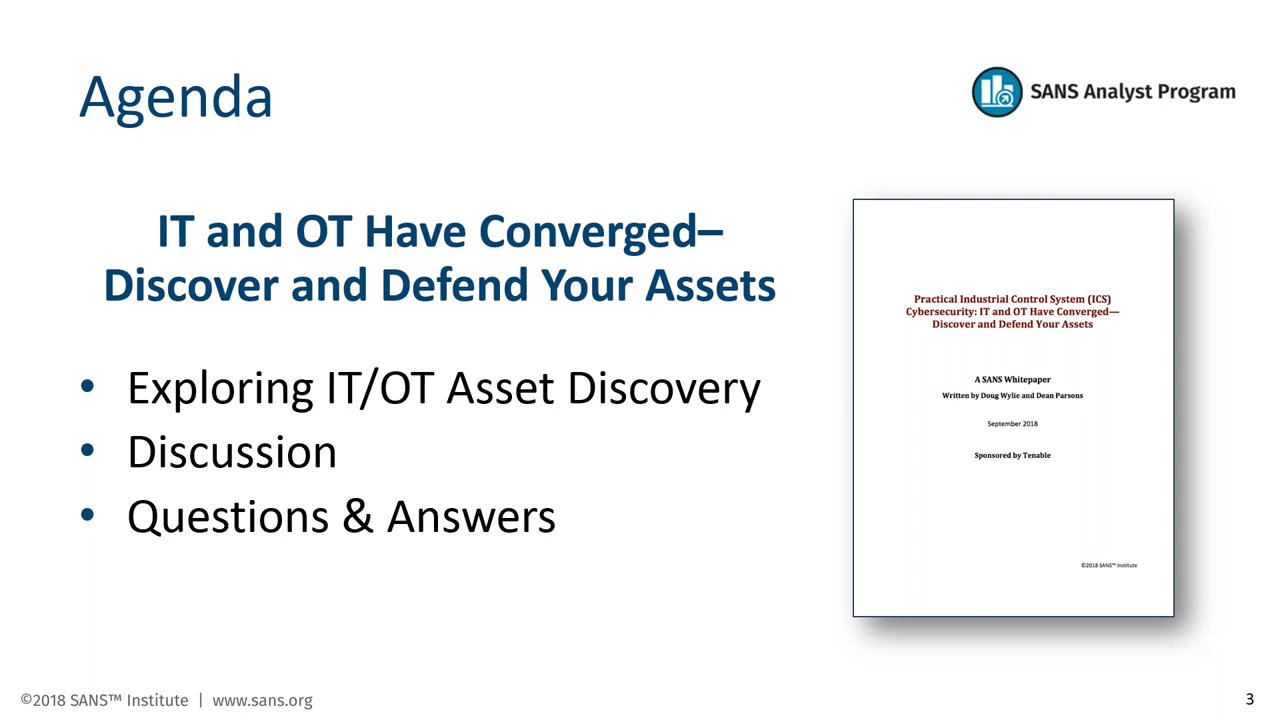 Agenda
SANS Analyst Program
IT and OT Have Converged–
Discover and Defend Your Assets
• Exploring IT/OT Asset Discovery
• Discussion
• Questions & Answers
Practical Industrial Control System (ICS)
Cybersecurity: IT and OT Have Converged—
Discover and Defend Your Assets
A SANS Whitepaper
Written by Doug Wylie and Dean Parsons
September 2018
Sponsored by Tenable
©2018 SANS™ Institute
©2018 SANS™ Institute | www.sans.org
3